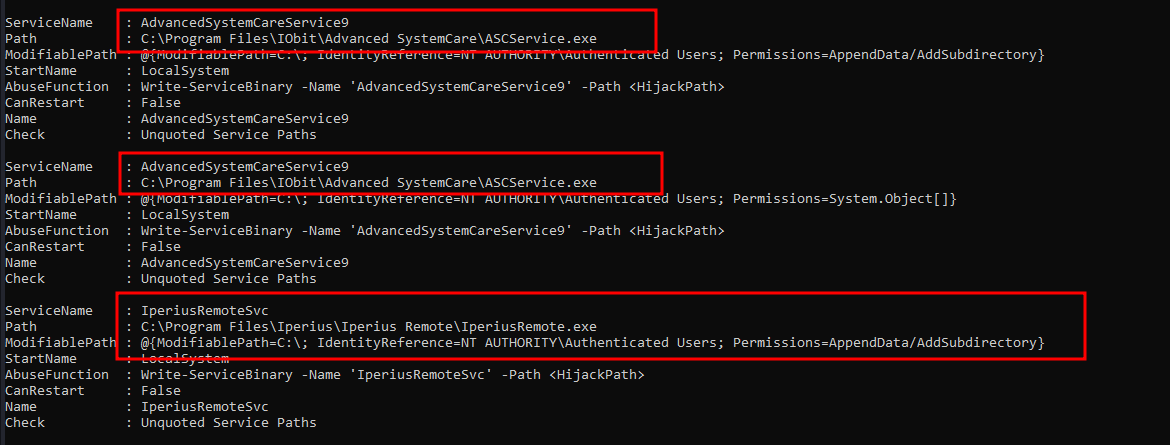 ServiceName    : AdvancedSystemCareService9
Path           : C:\Program Files\IObit\Advanced SystemCare\ASCService.exe
ModifiablePath : @{ModifiablePath=C:\; IdentityReference=NT AUTHORITY\Authenticated Users; Permissions=AppendData/AddSubdirectory}
StartName      : LocalSystem
AbuseFunction  : Write-ServiceBinary -Name 'AdvancedSystemCareService9' -Path <HijackPath>
CanRestart     : False
Name           : AdvancedSystemCareService9
Check          : Unquoted Service Paths

ServiceName    : AdvancedSystemCareService9
Path           : C:\Program Files\IObit\Advanced SystemCare\ASCService.exe
ModifiablePath : @{ModifiablePath=C:\; IdentityReference=NT AUTHORITY\Authenticated Users; Permissions=System.Object[]}
StartName      : LocalSystem
AbuseFunction  : Write-ServiceBinary -Name 'AdvancedSystemCareService9' -Path <HijackPath>
CanRestart     : False
Name           : AdvancedSystemCareService9
Check          : Unquoted Service Paths

ServiceName    : IperiusRemoteSvc
Path           : C:\Program Files\Iperius\Iperius Remote\IperiusRemote.exe
ModifiablePath : @{ModifiablePath=C:\; IdentityReference=NT AUTHORITY\Authenticated Users; Permissions=AppendData/AddSubdirectory}
StartName      : LocalSystem
AbuseFunction  : Write-ServiceBinary -Name 'IperiusRemoteSvc' -Path <HijackPath>
CanRestart     : False
Name           : IperiusRemoteSvc
Check          : Unquoted Service Paths